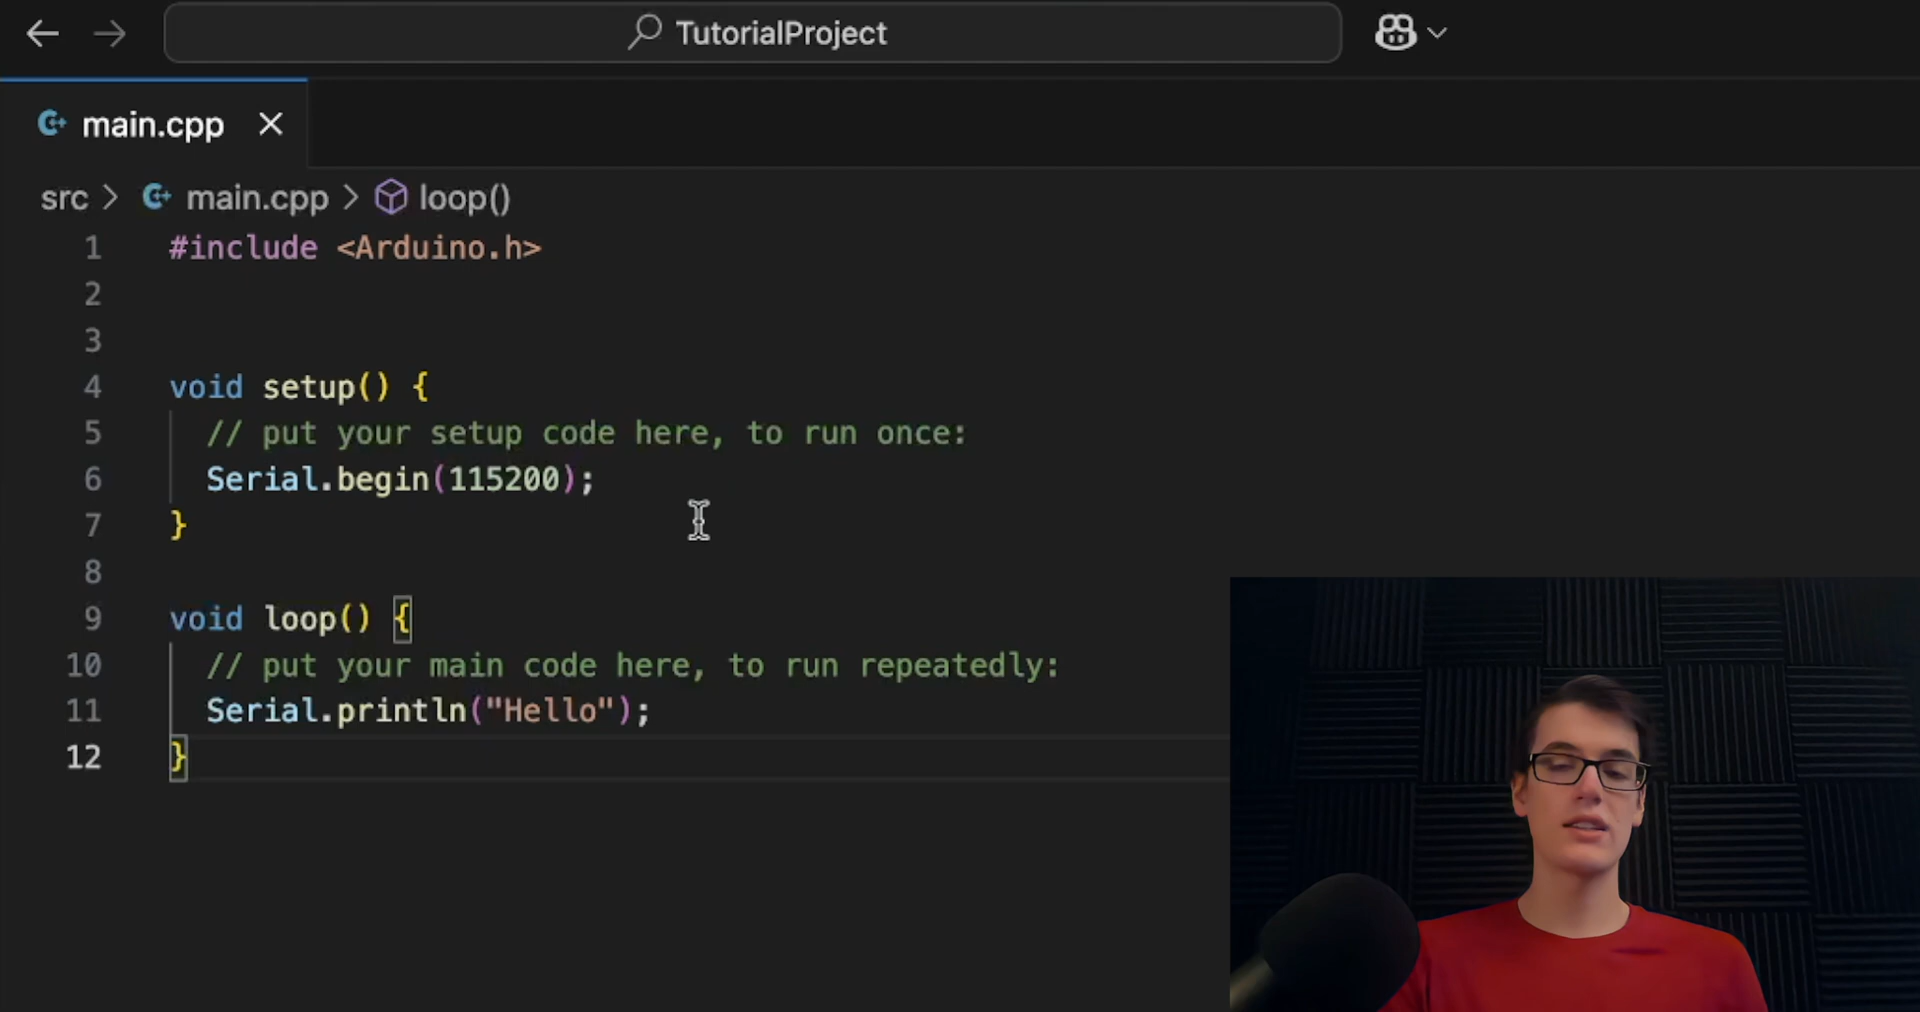 TutorialProject
main.cpp
src > main.cpp > loop()
1 #include <Arduino.h>
2
3
4 void setup() {
5 // put your setup code here, to run once:
6 Serial.begin(115200);
7 }
8
9 void loop() {
10 // put your main code here, to run repeatedly:
11 Serial.println("Hello");
12 }